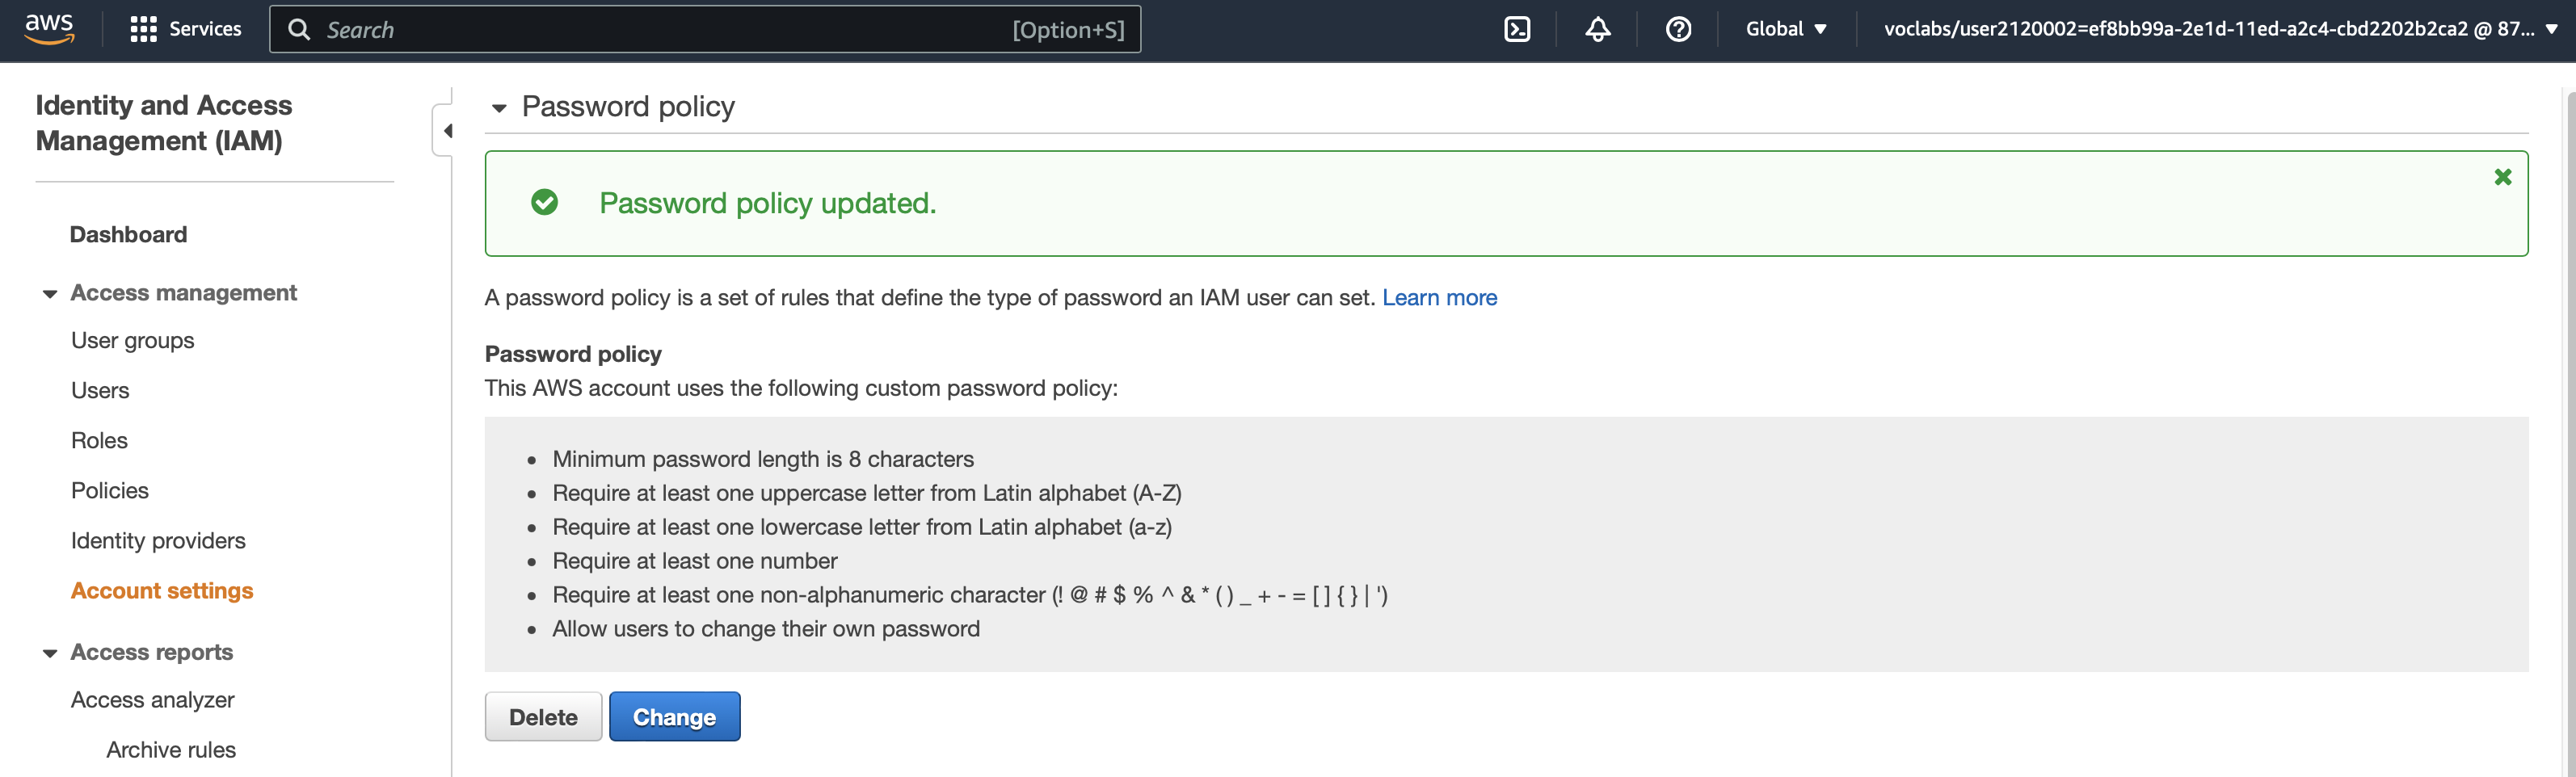 aws
Services
Search
[Option+S]
Global
voclabs/user2120002=ef8bb99a-2e1d-11ed-a2c4-cbd2202b2ca2 @ 87...
Identity and Access
Management (IAM)
Dashboard
Access management
User groups
Users
Roles
Policies
Identity providers
Account settings
Access reports
Access analyzer
Archive rules
Password policy
Password policy updated.
A password policy is a set of rules that define the type of password an IAM user can set. Learn more
Password policy
This AWS account uses the following custom password policy:
• Minimum password length is 8 characters
• Require at least one uppercase letter from Latin alphabet (A-Z)
• Require at least one lowercase letter from Latin alphabet (a-z)
• Require at least one number
• Require at least one non-alphanumeric character (! @ # $ % ^ & * ( ) _ + - = [ ] { } | ')
• Allow users to change their own password
Delete
Change